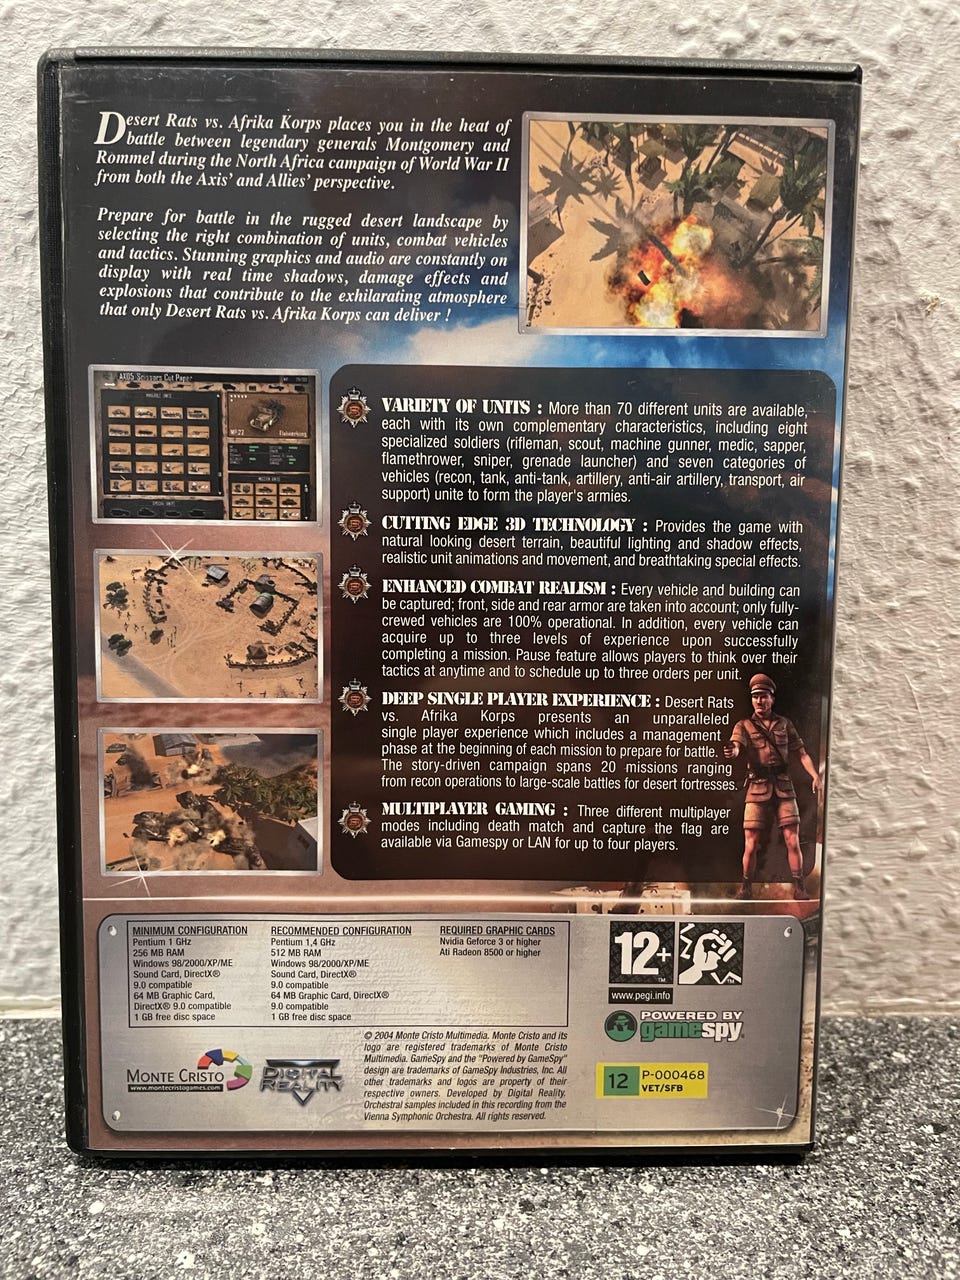 Desert Rats vs. Afrika Korps places you in the heat of
battle between legendary generals Montgomery and
Rommel during the North Africa campaign of World War II
from both the Axis' and Allies' perspective.
Prepare for battle in the rugged desert landscape by
selecting the right combination of units, combat vehicles
and tactics. Stunning graphics and audio are constantly on
display with real time shadows, damage effects and
explosions that contribute to the exhilarating atmosphere
that only Desert Rats vs. Afrika Korps can deliver !
AX05 Scissors Cut Paper
AVAILABLE UNITS
VARIETY OF UNITS : More than 70 different units are available,
each with its own complementary characteristics, including eight
specialized soldiers (rifleman, scout, machine gunner, medic, sapper,
flamethrower, sniper, grenade launcher) and seven categories of
vehicles (recon, tank, anti-tank, artillery, anti-air artillery, transport, air
support) unite to form the player's armies.
CUTTING EDGE 3D TECHNOLOGY : Provides the game with
natural looking desert terrain, beautiful lighting and shadow effects,
realistic unit animations and movement, and breathtaking special effects.
ENHANCED COMBAT REALISM : Every vehicle and building can
be captured; front, side and rear armor are taken into account; only fully-
crewed vehicles are 100% operational. In addition, every vehicle can
acquire up to three levels of experience upon successfully
completing a mission. Pause feature allows players to think over their
tactics at anytime and to schedule up to three orders per unit.
DEEP SINGLE PLAYER EXPERIENCE : Desert Rats
vs. Afrika Korps presents an unparalleled
single player experience which includes a management
phase at the beginning of each mission to prepare for battle.
The story-driven campaign spans 20 missions ranging
from recon operations to large-scale battles for desert fortresses.
MULTIPLAYER GAMING : Three different multiplayer
modes including death match and capture the flag are
available via Gamespy or LAN for up to four players.
MINIMUM CONFIGURATION
Pentium 1 GHz
256 MB RAM
Windows 98/2000/XP/ME
Sound Card, DirectX®
9.0 compatible
64 MB Graphic Card,
DirectX® 9.0 compatible
1 GB free disc space
RECOMMENDED CONFIGURATION
Pentium 1,4 GHz
512 MB RAM
Windows 98/2000/XP/ME
Sound Card, DirectX®
9.0 compatible
64 MB Graphic Card, DirectX®
9.0 compatible
1 GB free disc space
REQUIRED GRAPHIC CARDS
Nvidia Geforce 3 or higher
Ati Radeon 8500 or higher
12+
™
www.pegi.info
POWERED BY
gamespy
MONTE CRISTO
www.montecristogames.com
DIGITAL
REALITY
© 2004 Monte Cristo Multimedia. Monte Cristo and its
logo are registered trademarks of Monte Cristo
Multimedia. GameSpy and the "Powered by GameSpy"
design are trademarks of GameSpy Industries, Inc. All
other trademarks and logos are property of their
respective owners. Developed by Digital Reality.
Orchestral samples included in this recording from the
Vienna Symphonic Orchestra. All rights reserved.
12 P-000468
VET/SFB